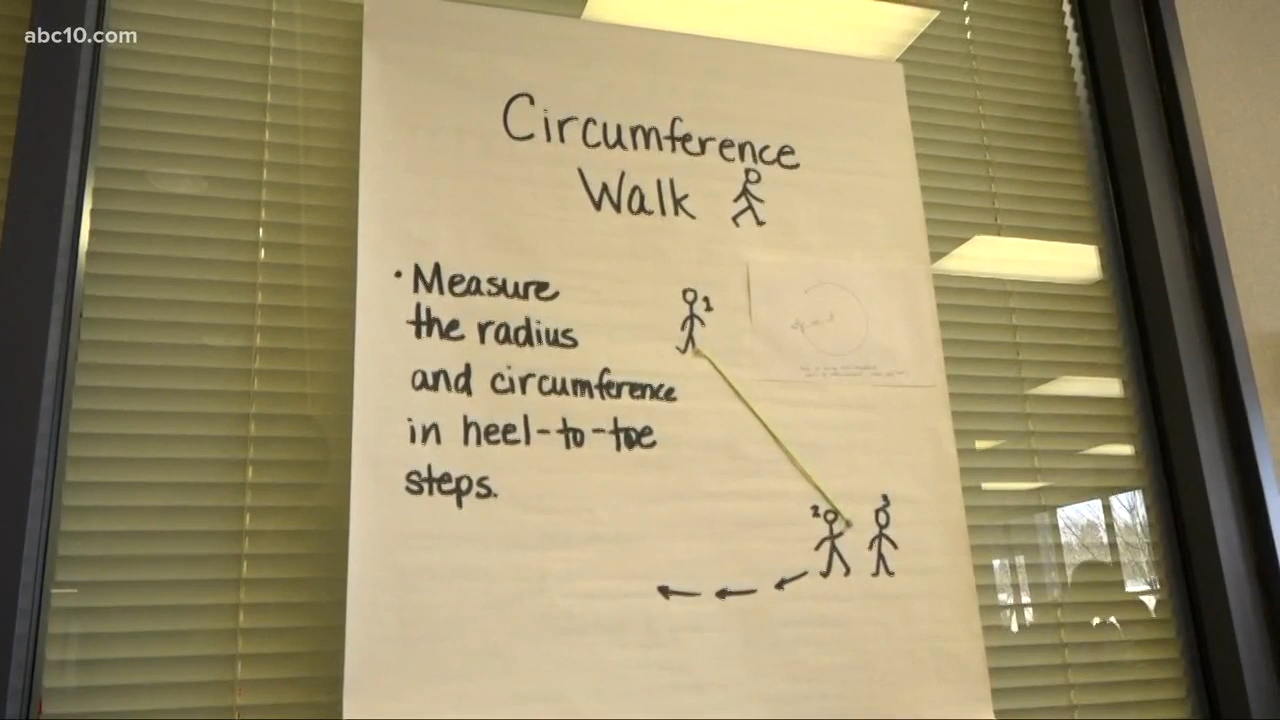 abc10.com
Circumference
Walk
• Measure
the radius
and circumference
in heel-to-toe
steps.
1
2
3